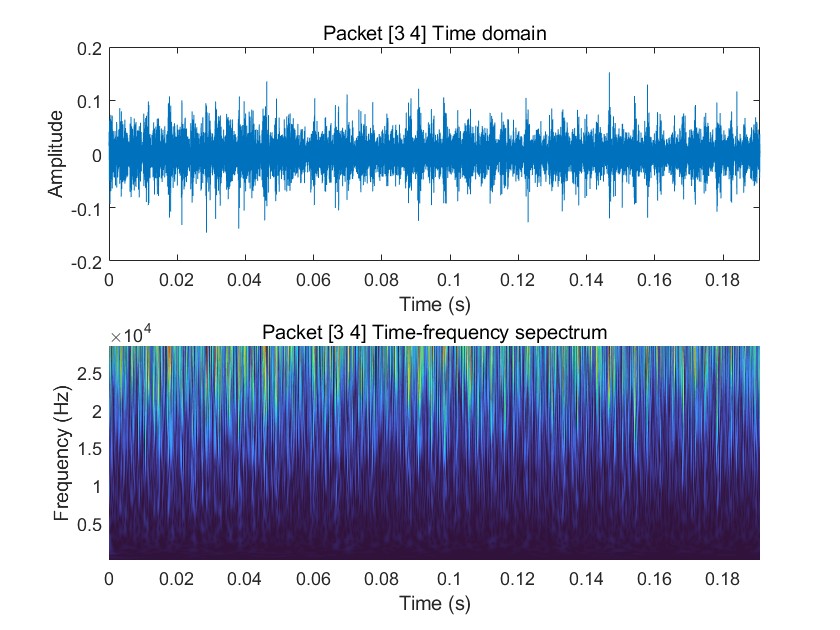 Packet [3 4] Time domain
Amplitude
0.2
0.1
0
-0.1
-0.2
0 0.02 0.04 0.06 0.08 0.1 0.12 0.14 0.16 0.18
Time (s)
×10⁴
Packet [3 4] Time-frequency sepectrum
Frequency (Hz)
2.5
2
1.5
1
0.5
0 0.02 0.04 0.06 0.08 0.1 0.12 0.14 0.16 0.18
Time (s)